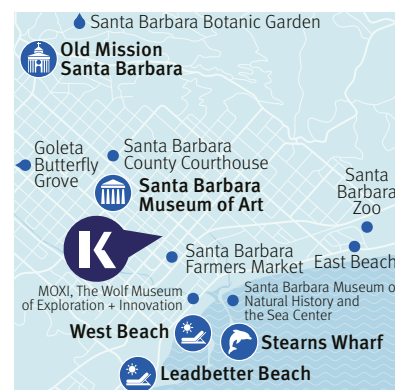 Santa Barbara Botanic Garden
Old Mission
Santa Barbara
Goleta
Butterfly
Grove
Santa Barbara
County Courthouse
Santa Barbara
Museum of Art
Santa
Barbara
Zoo
K
Santa Barbara
Farmers Market
East Beach
MOXI, The Wolf Museum
of Exploration + Innovation
Santa Barbara Museum o
Natural History and
the Sea Center
West Beach
Stearns Wharf
Leadbetter Beach